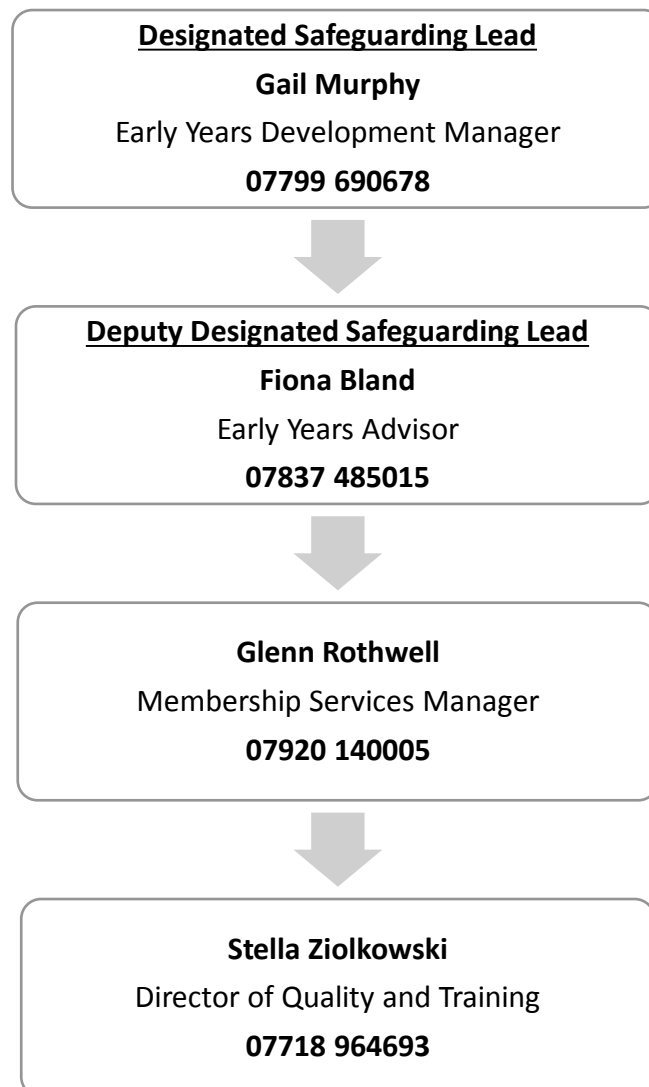 Designated Safeguarding Lead
Gail Murphy
Early Years Development Manager
07799 690678
Deputy Designated Safeguarding Lead
Fiona Bland
Early Years Advisor
07837 485015
Glenn Rothwell
Membership Services Manager
07920 140005
Stella Ziolkowski
Director of Quality and Training
07718 964693